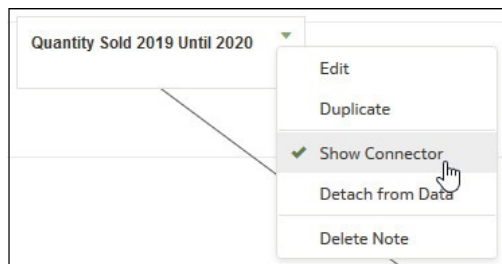 Quantity Sold 2019 Until 2020
Edit
Duplicate
Show Connector
Detach from Data
Delete Note